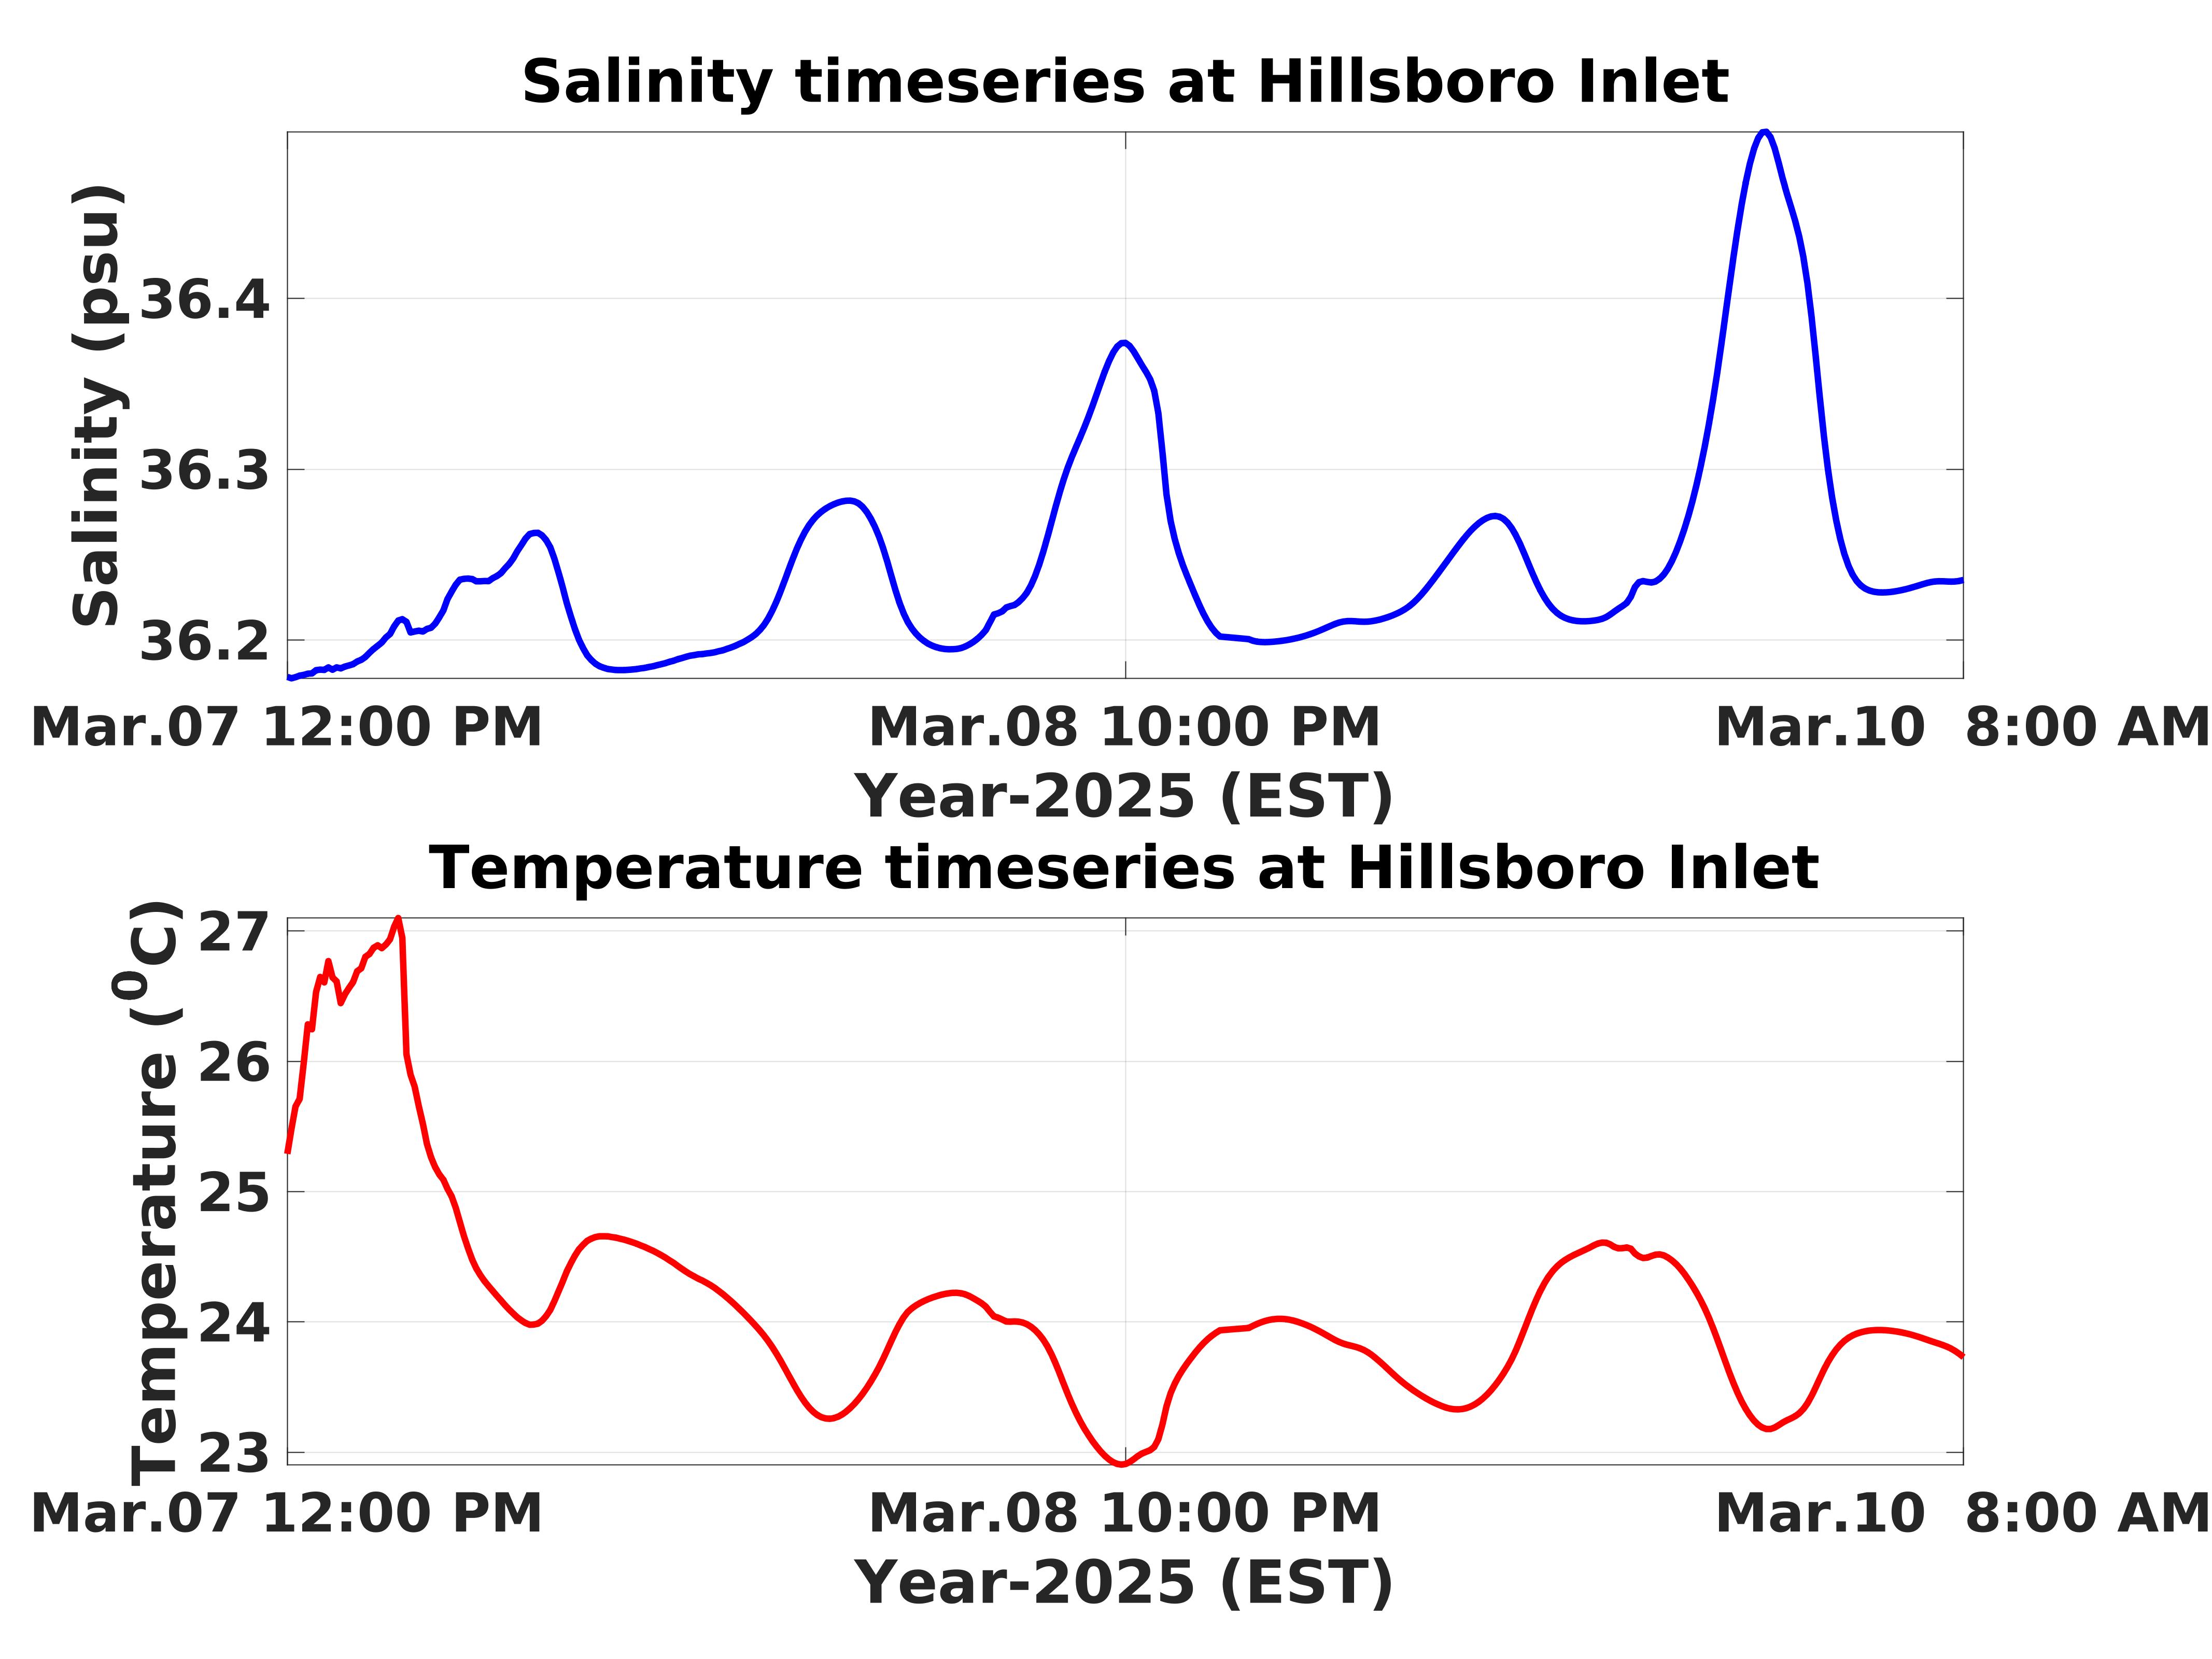 Salinity timeseries at Hillsboro Inlet
Salinity (psu)
36.4
36.3
36.2
Mar.07 12:00 PM
Mar.08 10:00 PM
Mar.10  8:00 AM
Year-2025 (EST)
Temperature timeseries at Hillsboro Inlet
Temperature (⁰C)
27
26
25
24
23
Mar.07 12:00 PM
Mar.08 10:00 PM
Mar.10  8:00 AM
Year-2025 (EST)